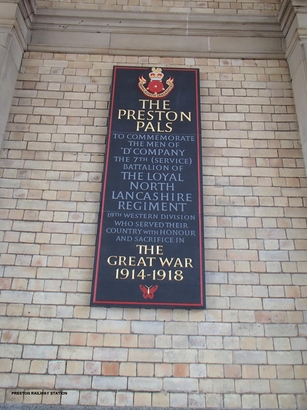 THE
PRESTON
PALS
TO COMMEMORATE
THE MEN OF
'D' COMPANY
THE 7TH (SERVICE)
BATTALION OF
THE LOYAL
NORTH
LANCASHIRE
REGIMENT
19TH WESTERN DIVISION
WHO SERVED THEIR
COUNTRY WITH HONOUR
AND SACRIFICE IN
THE
GREAT WAR
1914-1918
PRESTON RAILWAY STATION